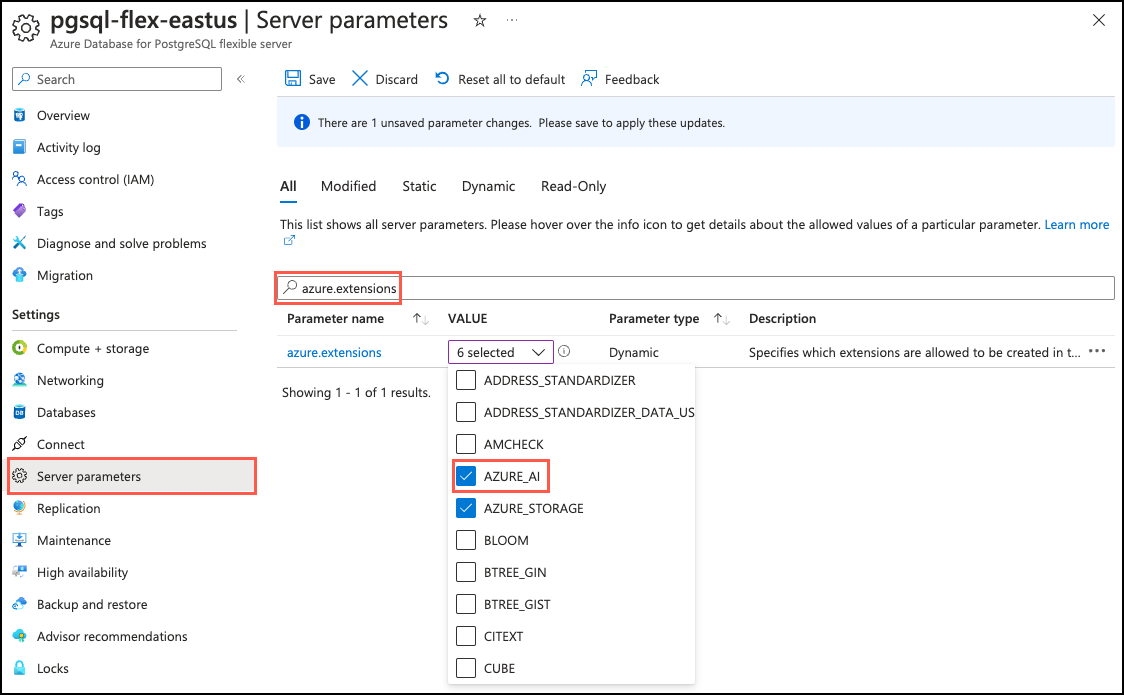 pgsql-flex-eastus | Server parameters
Azure Database for PostgreSQL flexible server
Search
Overview
Activity log
Access control (IAM)
Tags
Diagnose and solve problems
Migration
Settings
Compute + storage
Networking
Databases
Connect
Server parameters
Replication
Maintenance
High availability
Backup and restore
Advisor recommendations
Locks
Save Discard Reset all to default Feedback
There are 1 unsaved parameter changes. Please save to apply these updates.
All Modified Static Dynamic Read-Only
This list shows all server parameters. Please hover over the info icon to get details about the allowed values of a particular parameter. Learn more
azure.extensions
Parameter name VALUE Parameter type Description
azure.extensions 6 selected Dynamic Specifies which extensions are allowed to be created in t...
Showing 1 - 1 of 1 results.
ADDRESS_STANDARDIZER
ADDRESS_STANDARDIZER_DATA_US
AMCHECK
AZURE_AI
AZURE_STORAGE
BLOOM
BTREE_GIN
BTREE_GIST
CITEXT
CUBE